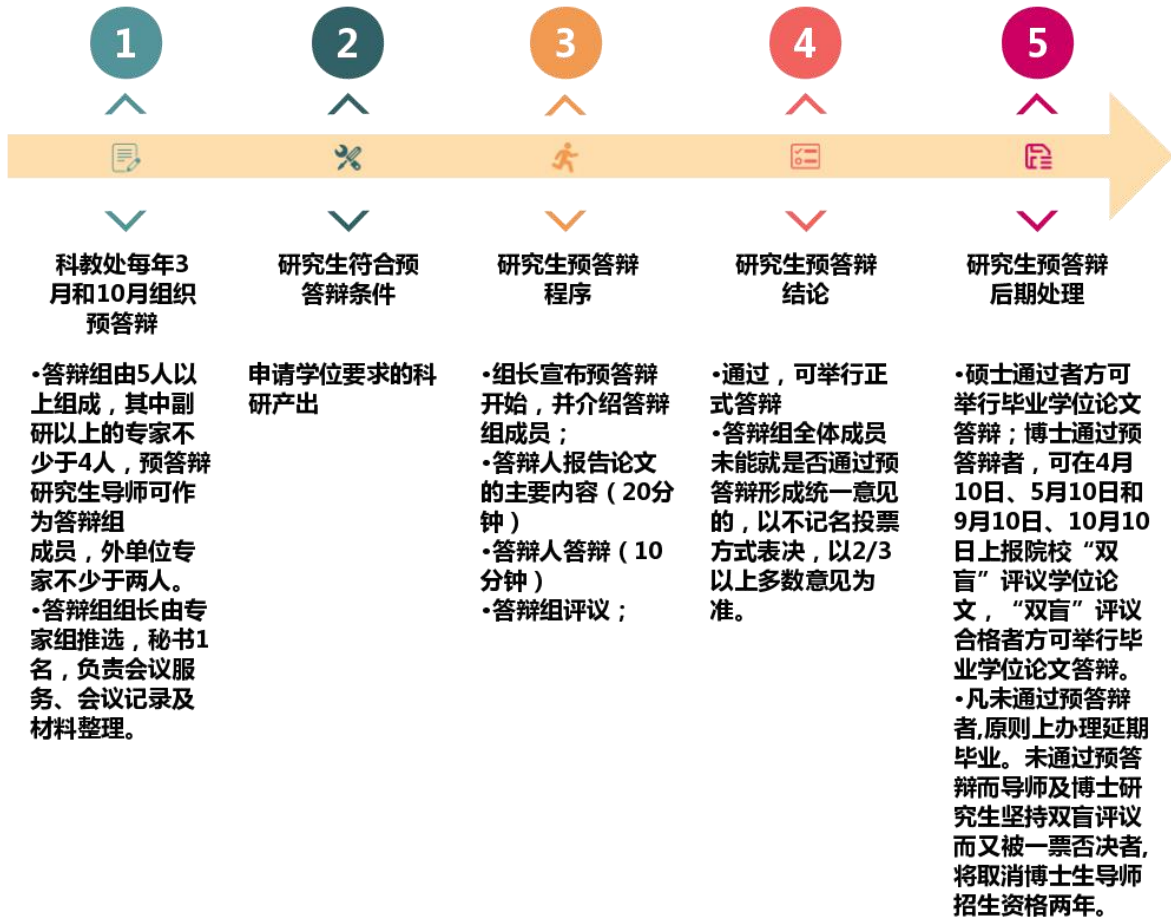 1
2
3
4
5
科教处每年3
月和10月组织
预答辩
•答辩组由5人以
上组成，其中副
研以上的专家不
少于4人，预答辩
研究生导师可作
为答辩组
成员，外单位专
家不少于两人。
•答辩组组长由专
家组推选，秘书1
名，负责会议服
务、会议记录及
材料整理。
研究生符合预
答辩条件
申请学位要求的科
研产出
研究生预答辩
程序
•组长宣布预答辩
开始，并介绍答辩
组成员；
•答辩人报告论文
的主要内容（20分
钟）
•答辩人答辩（10
分钟）
•答辩组评议；
研究生预答辩
结论
•通过，可举行正
式答辩
•答辩组全体成员
未能就是否通过预
答辩形成统一意见
的，以不记名投票
方式表决，以2/3
以上多数意见为
准。
研究生预答辩
后期处理
•硕士通过者方可
举行毕业学位论文
答辩；博士通过预
答辩者，可在4月
10日、5月10日和
9月10日、10月10
日上报院校“双
盲”评议学位论
文，“双盲”评议
合格者方可举行毕
业学位论文答辩。
•凡未通过预答辩
者,原则上办理延期
毕业。未通过预答
辩而导师及博士研
究生坚持双盲评议
而又被一票否决者,
将取消博士生导师
招生资格两年。